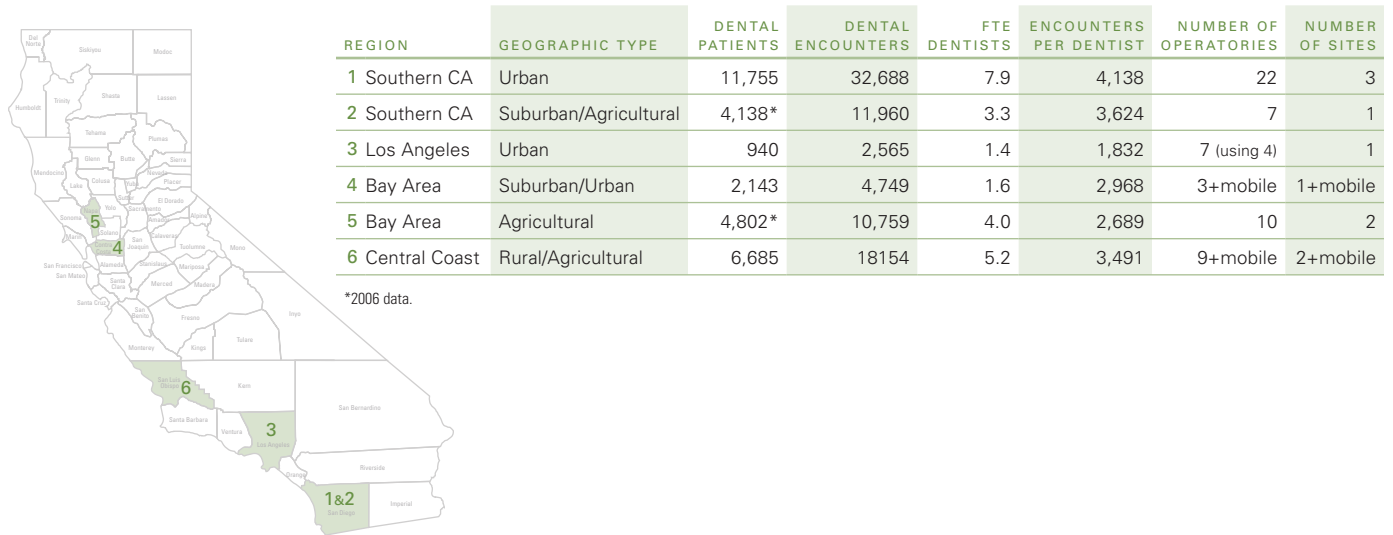 DENTAL DENTAL FTE ENCOUNTERS NUMBER OF NUMBER
REGION GEOGRAPHIC TYPE PATIENTS ENCOUNTERS DENTISTS PER DENTIST OPERATORIES OF SITES
1 Southern CA Urban 11,755 32,688 7.9 4,138 22 3
2 Southern CA Suburban/Agricultural 4,138* 11,960 3.3 3,624 7 1
3 Los Angeles Urban 940 2,565 1.4 1,832 7 (using 4) 1
4 Bay Area Suburban/Urban 2,143 4,749 1.6 2,968 3+mobile 1+mobile
5 Bay Area Agricultural 4,802* 10,759 4.0 2,689 10 2
6 Central Coast Rural/Agricultural 6,685 18154 5.2 3,491 9+mobile 2+mobile
*2006 data.
Del
Norte
Siskiyou
Modoc
Humboldt
Trinity
Shasta
Lassen
Tehama
Plumas
Mendocino
Glenn
Butte
Sierra
Nevada
Lake
Colusa
Yuba
Placer
Sutter
El Dorado
Sonoma
Yolo
Sacramento
Alpine
5
Amador
Solano
Marin
4
San
Joaquin
Calaveras
Tuolumne
Mono
San Francisco
Alameda
Stanislaus
Mariposa
San Mateo
Santa
Clara
Merced
Madera
Santa Cruz
San
Benito
Fresno
Inyo
Monterey
Kings
Tulare
San Luis
Obispo
6
Kern
San Bernardino
Santa Barbara
Ventura
3
Los Angeles
Orange
Riverside
1&2
San Diego
Imperial